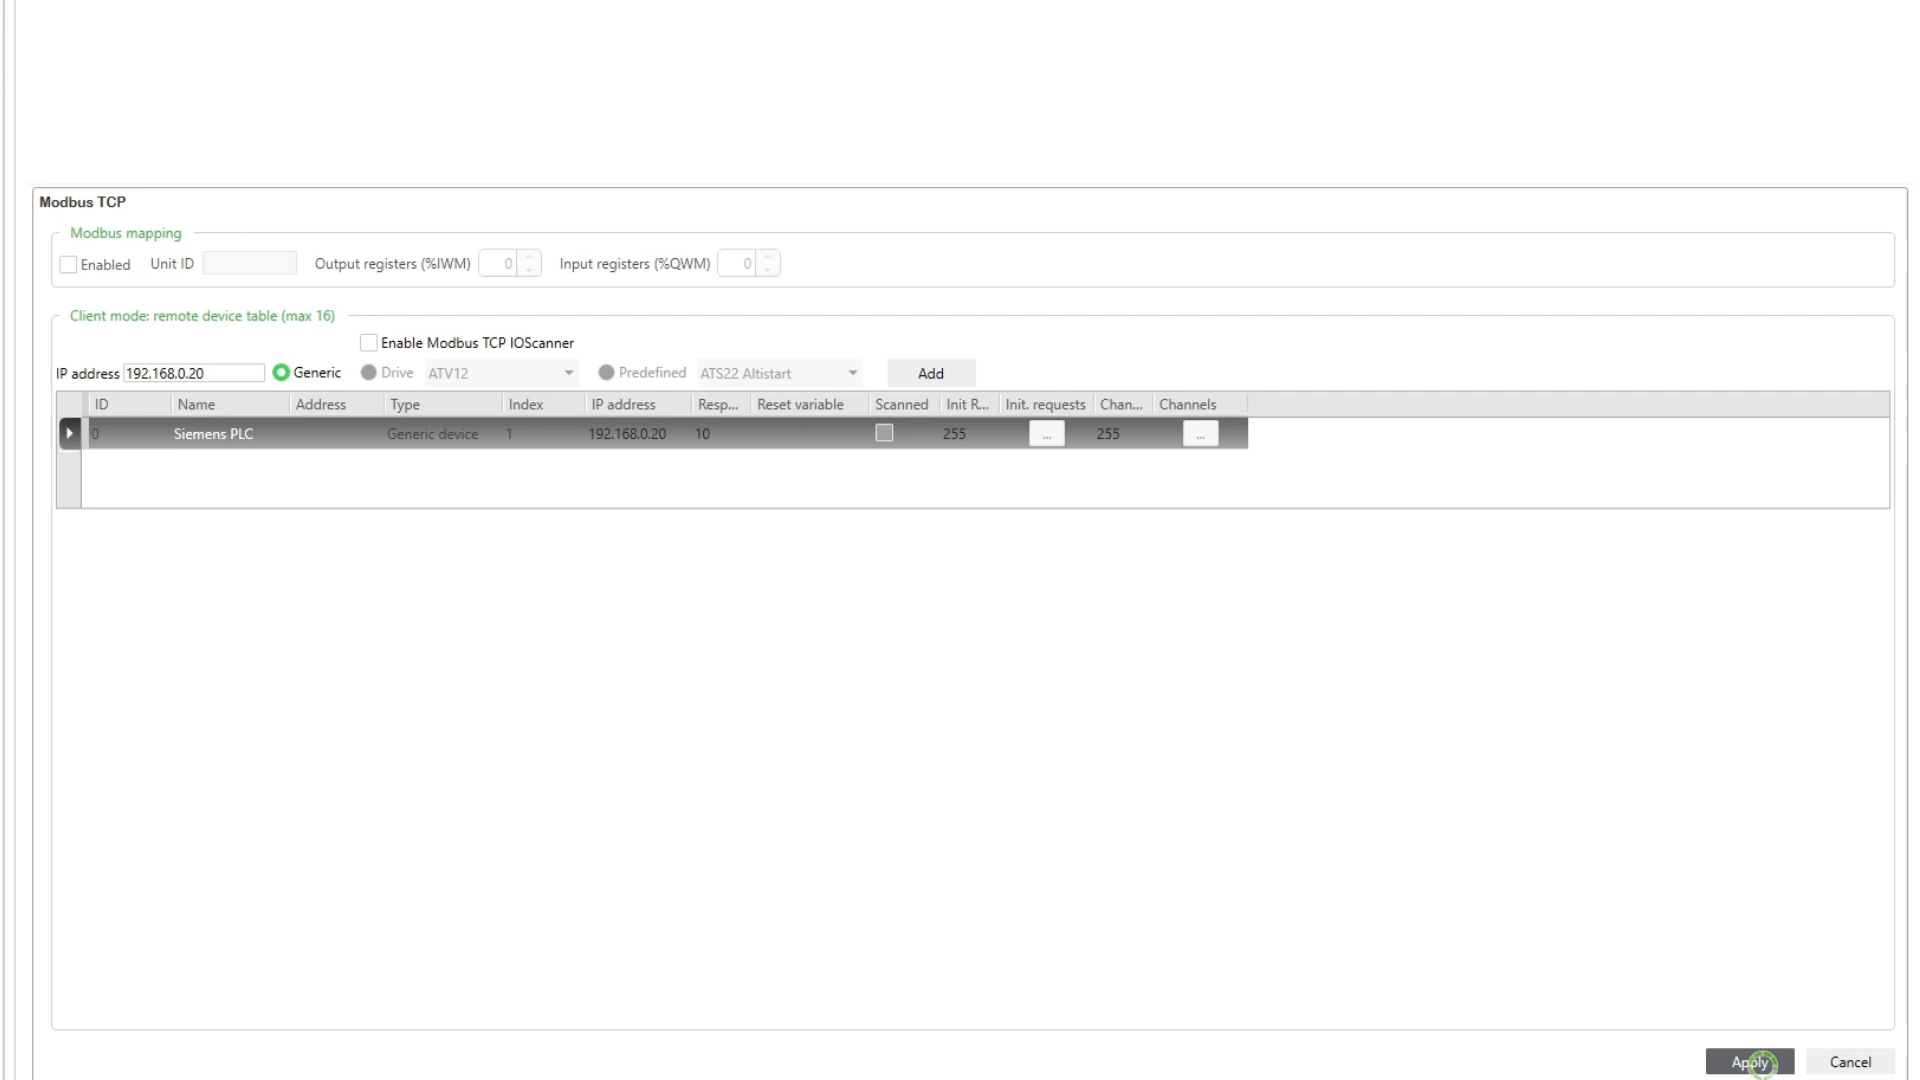 Modbus TCP
Modbus mapping
Enabled Unit ID Output registers (%IWM) 0 Input registers (%QWM) 0
Client mode: remote device table (max 16)
Enable Modbus TCP IOScanner
IP address 192.168.0.20 Generic Drive ATV12 Predefined ATS22 Altistart Add
ID Name Address Type Index IP address Resp... Reset variable Scanned Init R... Init. requests Chan... Channels
0 Siemens PLC Generic device 1 192.168.0.20 10 255 ... 255 ...
Apply Cancel